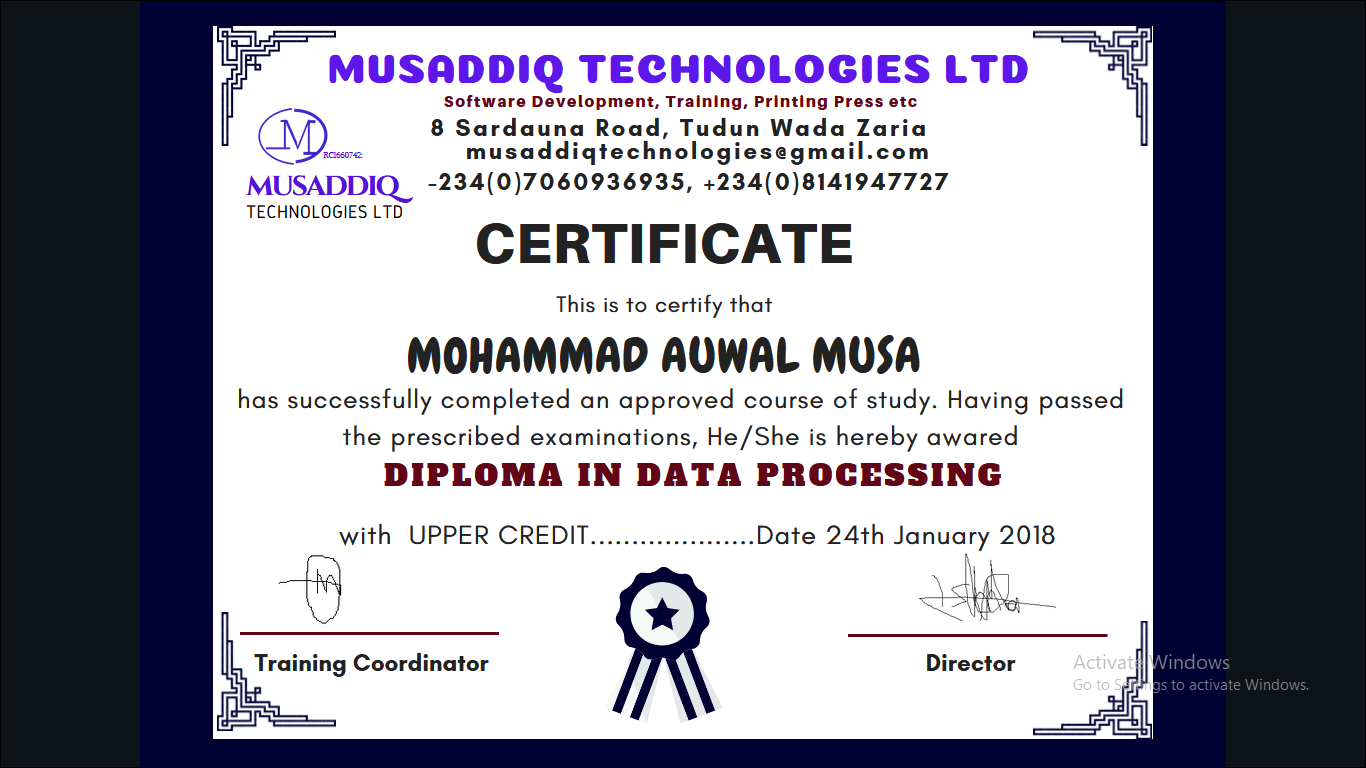 MUSADDIQ TECHNOLOGIES LTD
Software Development, Training, Printing Press etc
8 Sardauna Road, Tudun Wada Zaria
musaddiqtechnologies@gmail.com
-234(0)7060936935, +234(0)8141947727
M
RC1660742:
MUSADDIQ
TECHNOLOGIES LTD
CERTIFICATE
This is to certify that
MOHAMMAD AUWAL MUSA
has successfully completed an approved course of study. Having passed
the prescribed examinations, He/She is hereby awared
DIPLOMA IN DATA PROCESSING
with UPPER CREDIT....................Date 24th January 2018
Training Coordinator
Director
Activate Windows
Go to Settings to activate Windows.